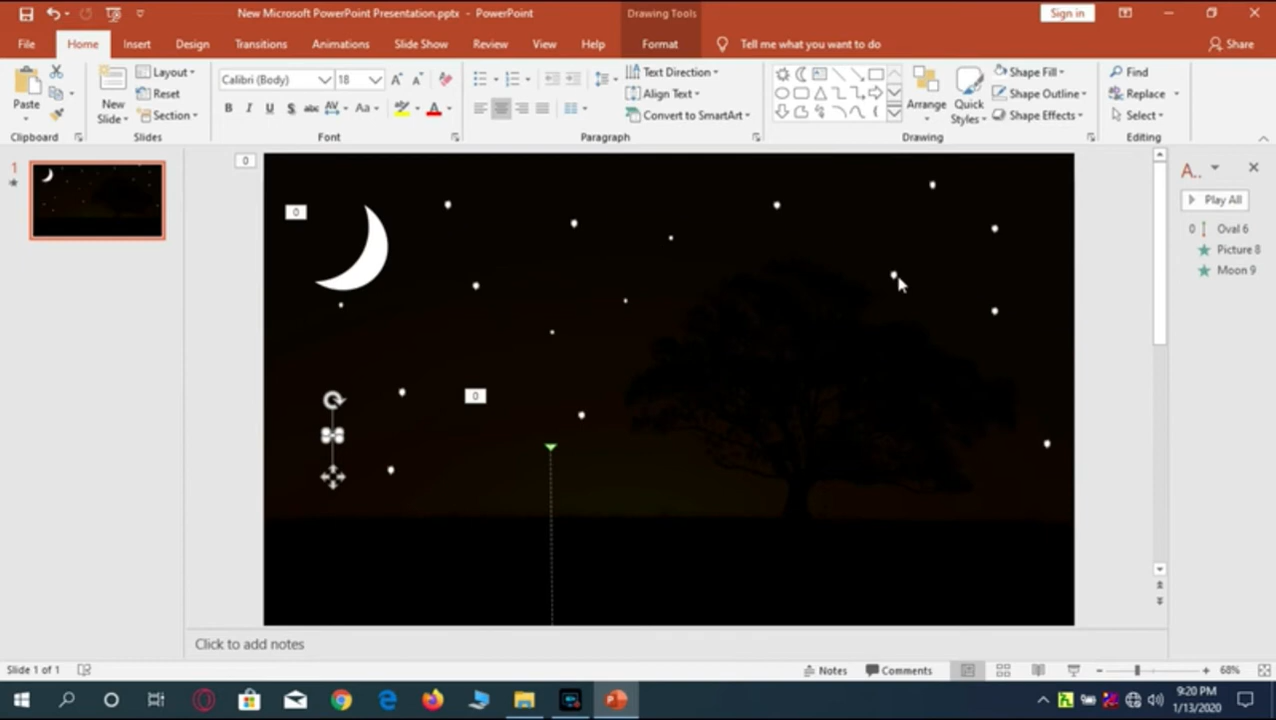 New Microsoft PowerPoint Presentation.pptx - PowerPoint
Drawing Tools
Sign in
File Home Insert Design Transitions Animations Slide Show Review View Help Format Tell me what you want to do Share
Paste
Clipboard
New Slide
Layout
Reset
Section
Slides
Calibri (Body) 18
B I U S abc AV Aa A
Font
Text Direction
Align Text
Convert to SmartArt
Paragraph
Arrange
Quick Styles
Shape Fill
Shape Outline
Shape Effects
Drawing
Find
Replace
Select
Editing
1
0
0
0
A..
Play All
0 Oval 6
Picture 8
Moon 9
Click to add notes
Slide 1 of 1
Notes
Comments
68%
9:20 PM
1/13/2020